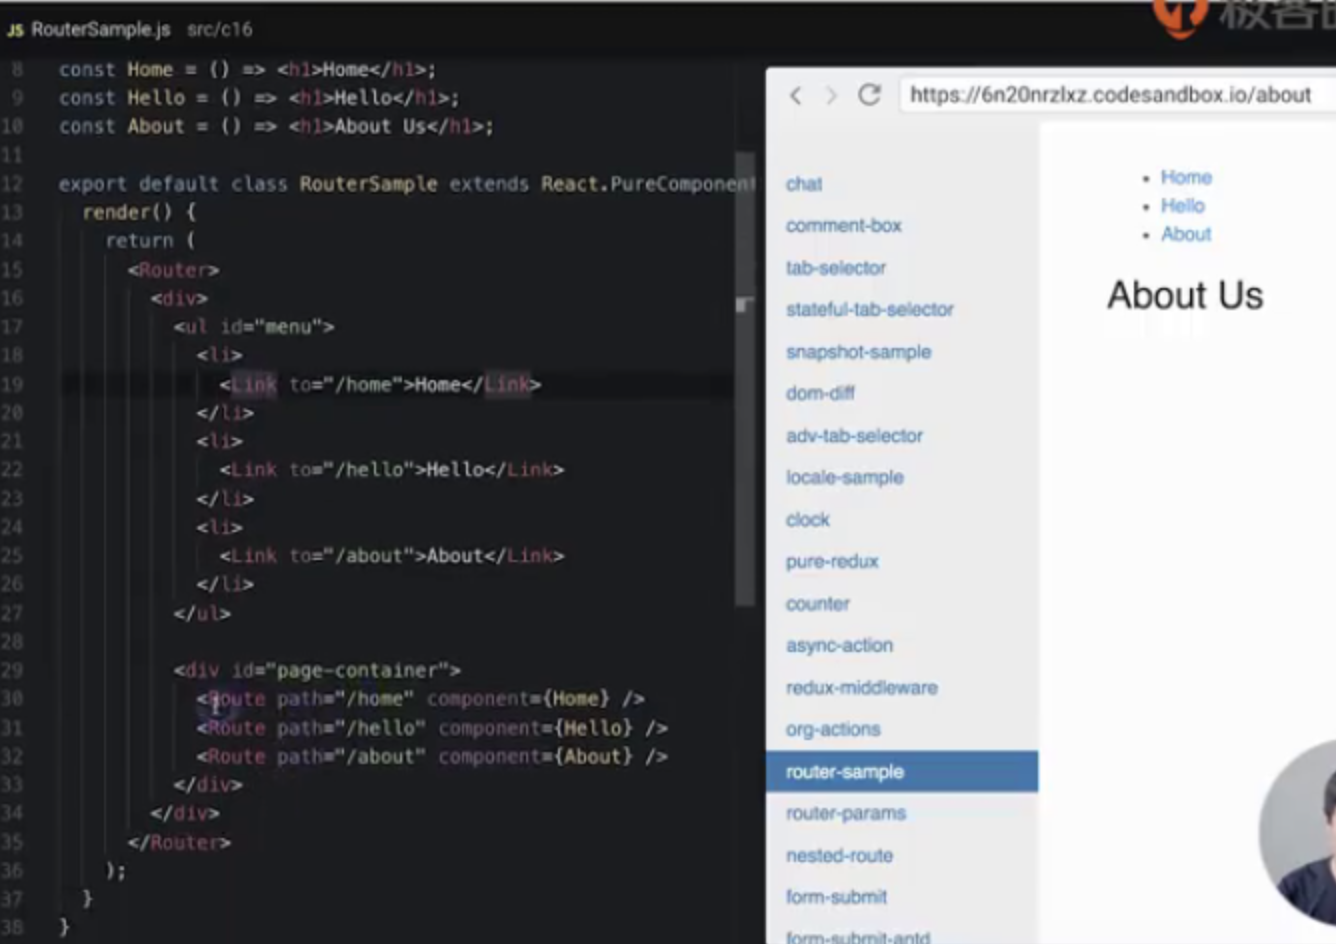 JS RouterSample.js src/c16
极客
8 const Home = () => <h1>Home</h1>;
9 const Hello = () => <h1>Hello</h1>;
10 const About = () => <h1>About Us</h1>;
11
12 export default class RouterSample extends React.PureComponent
13 render() {
14 return (
15 <Router>
16 <div>
17 <ul id="menu">
18 <li>
19 <Link to="/home">Home</Link>
20 </li>
21 <li>
22 <Link to="/hello">Hello</Link>
23 </li>
24 <li>
25 <Link to="/about">About</Link>
26 </li>
27 </ul>
28
29 <div id="page-container">
30 <Route path="/home" component={Home} />
31 <Route path="/hello" component={Hello} />
32 <Route path="/about" component={About} />
33 </div>
34 </div>
35 </Router>
36 );
37 }
38 }
https://6n20nrzlxz.codesandbox.io/about
chat
comment-box
tab-selector
stateful-tab-selector
snapshot-sample
dom-diff
adv-tab-selector
locale-sample
clock
pure-redux
counter
async-action
redux-middleware
org-actions
router-sample
router-params
nested-route
form-submit
form-submit-antd
Home
Hello
About
About Us